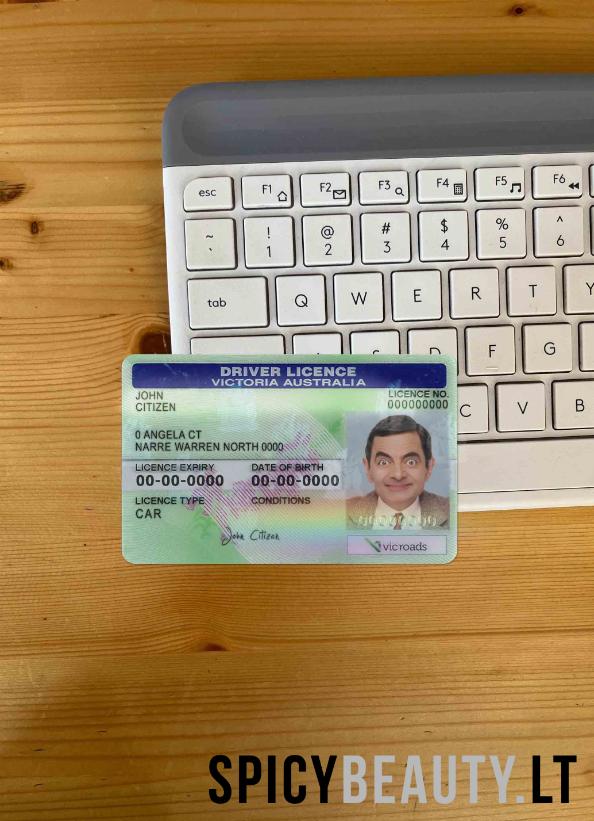 esc F1 F2 F3 F4 F5 F6
~ ! @ # $ % ^
` 1 2 3 4 5 6
tab Q W E R T Y
D F G
C V B
DRIVER LICENCE
VICTORIA AUSTRALIA
JOHN
CITIZEN
LICENCE NO.
000000000
0 ANGELA CT
NARRE WARREN NORTH 0000
LICENCE EXPIRY DATE OF BIRTH
00-00-0000 00-00-0000
LICENCE TYPE CONDITIONS
CAR
John Citizen
vicroads
SPICYBEAUTY.LT